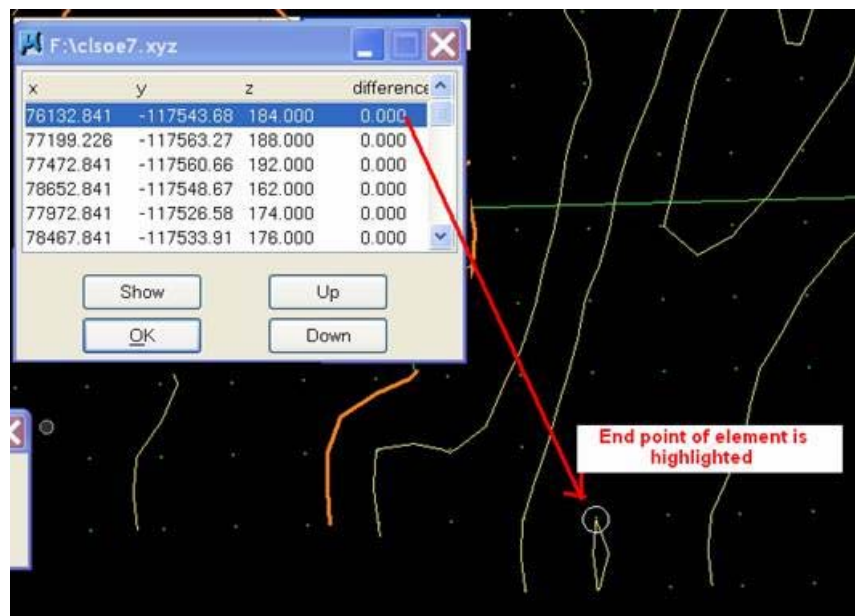 F:\clsoe7.xyz
x y z difference
76132.841 -117543.68 184.000 0.000
77199.226 -117563.27 188.000 0.000
77472.841 -117560.66 192.000 0.000
78652.841 -117548.67 162.000 0.000
77972.841 -117526.58 174.000 0.000
78467.841 -117533.91 176.000 0.000
Show Up
OK Down
End point of element is
highlighted